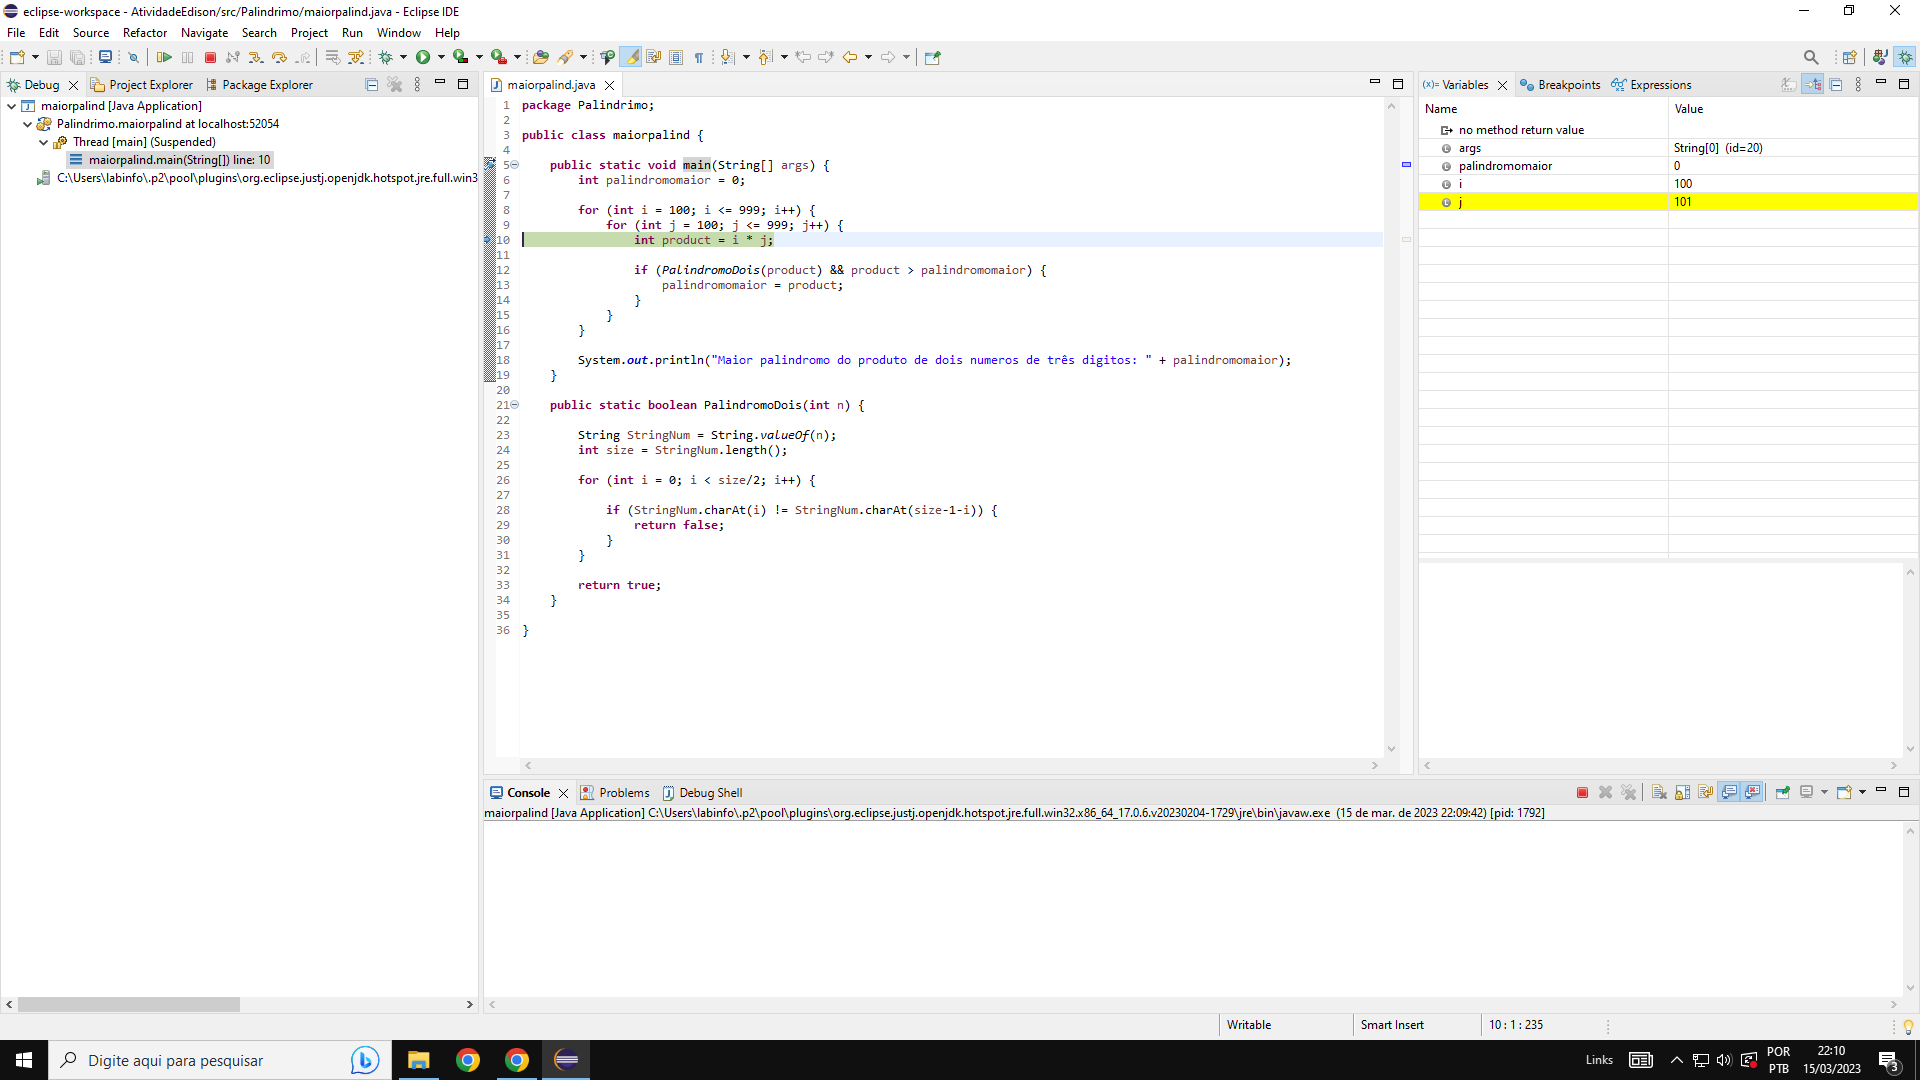 eclipse-workspace - AtividadeEdison/src/Palindrimo/maiorpalind.java - Eclipse IDE
File Edit Source Refactor Navigate Search Project Run Window Help
Debug Project Explorer Package Explorer
maiorpalind [Java Application]
Palindrimo.maiorpalind at localhost:52054
Thread [main] (Suspended)
maiorpalind.main(String[]) line: 10
C:\Users\labinfo\.p2\pool\plugins\org.eclipse.justj.openjdk.hotspot.jre.full.win3
maiorpalind.java
1 package Palindrimo;
2
3 public class maiorpalind {
4
5 public static void main(String[] args) {
6 int palindromomaior = 0;
7
8 for (int i = 100; i <= 999; i++) {
9 for (int j = 100; j <= 999; j++) {
10 int product = i * j;
11
12 if (PalindromoDois(product) && product > palindromomaior) {
13 palindromomaior = product;
14 }
15 }
16 }
17
18 System.out.println("Maior palindromo do produto de dois numeros de três digitos: " + palindromomaior);
19 }
20
21 public static boolean PalindromoDois(int n) {
22
23 String StringNum = String.valueOf(n);
24 int size = StringNum.length();
25
26 for (int i = 0; i < size/2; i++) {
27
28 if (StringNum.charAt(i) != StringNum.charAt(size-1-i)) {
29 return false;
30 }
31 }
32
33 return true;
34 }
35
36 }
(x)= Variables Breakpoints Expressions
Name Value
no method return value
args String[0] (id=20)
palindromomaior 0
i 100
j 101
Console Problems Debug Shell
maiorpalind [Java Application] C:\Users\labinfo\.p2\pool\plugins\org.eclipse.justj.openjdk.hotspot.jre.full.win32.x86_64_17.0.6.v20230204-1729\jre\bin\javaw.exe (15 de mar. de 2023 22:09:42) [pid: 1792]
Writable Smart Insert 10 : 1 : 235
Digite aqui para pesquisar
Links
POR
PTB
22:10
15/03/2023
3